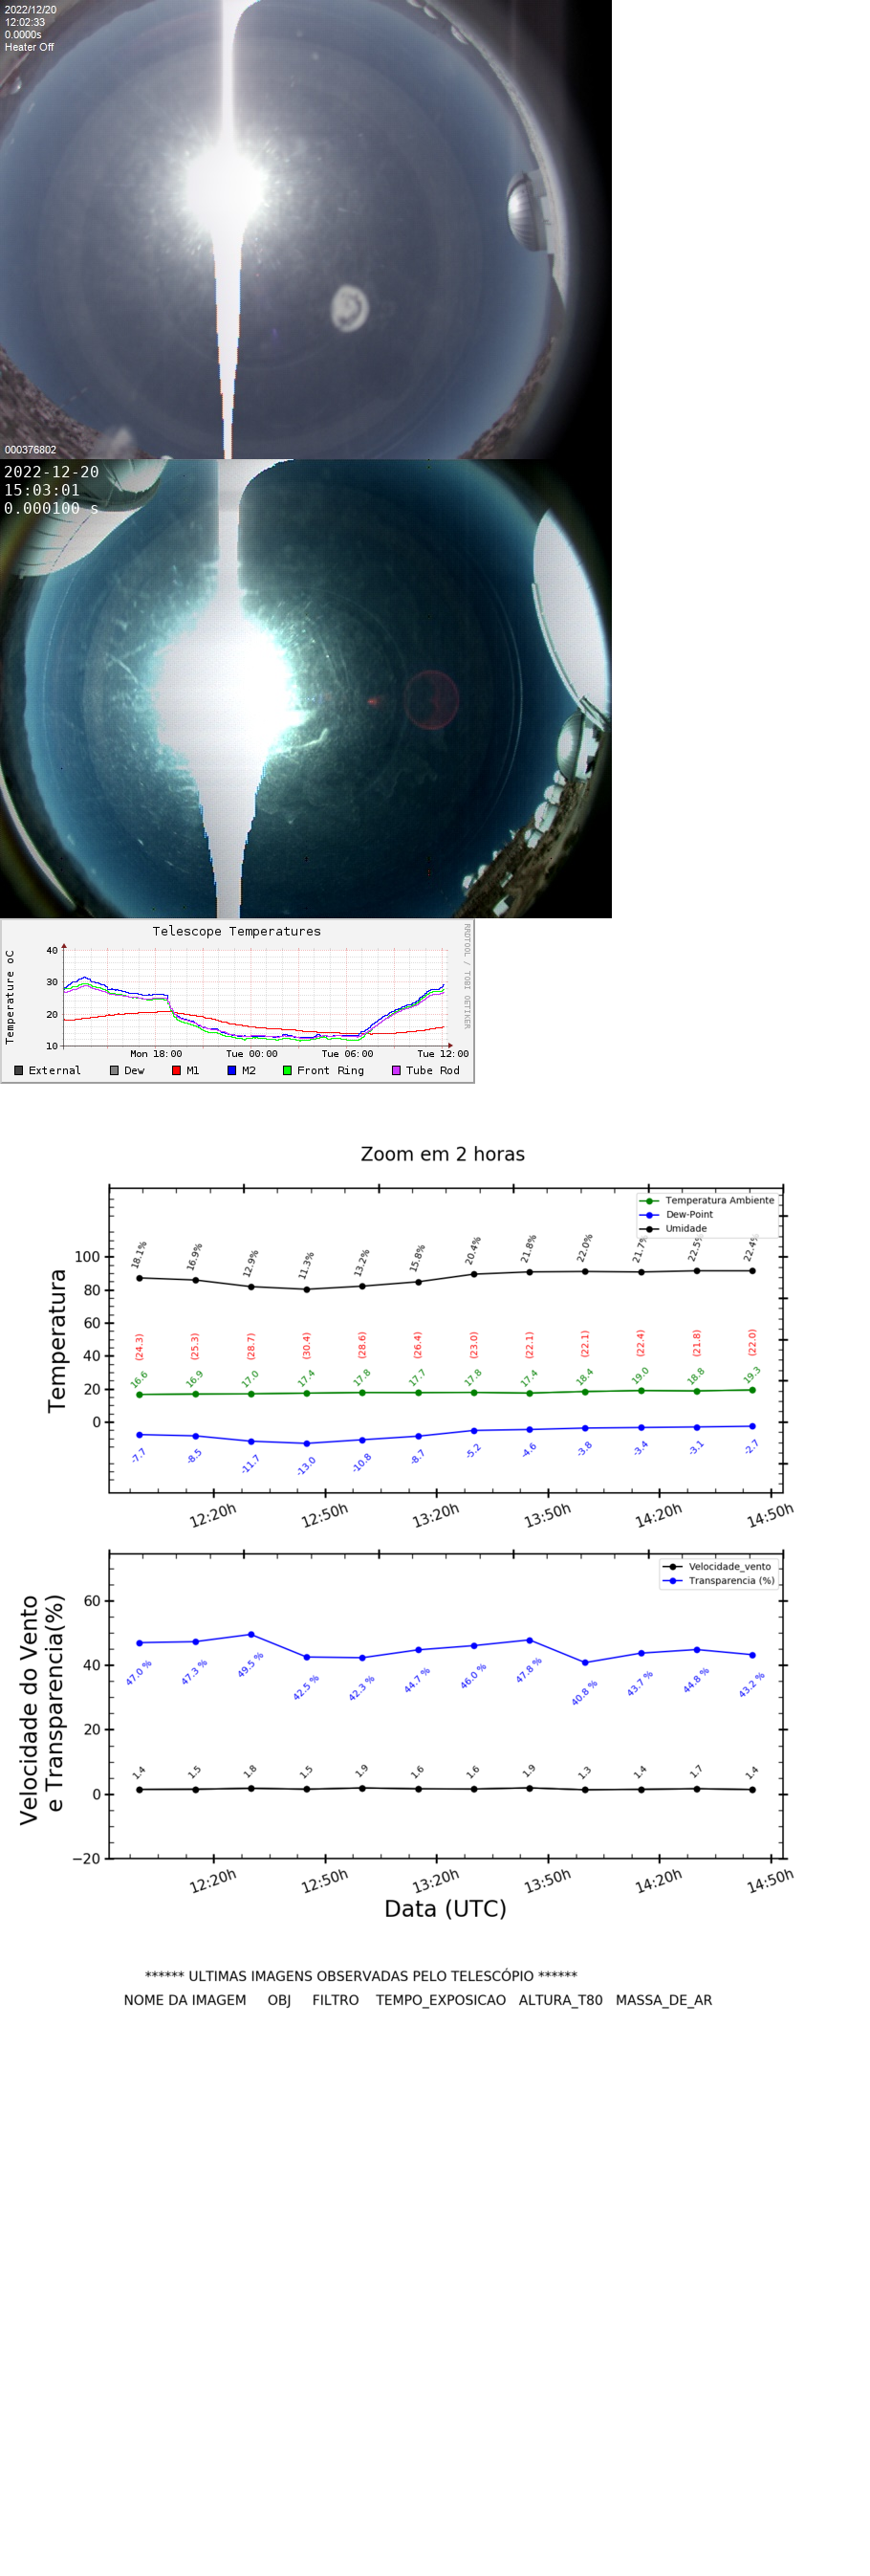 2022/12/20
12:02:33
0.0000s
Heater Off
000376802
2022-12-20
15:03:01
0.000100 s
Telescope Temperatures
RRDTOOL / TOBI OETIKER
Temperature oC
40
30
20
10
Mon 18:00 Tue 00:00 Tue 06:00 Tue 12:00
External Dew M1 M2 Front Ring Tube Rod
Zoom em 2 horas
Temperatura Ambiente
Dew-Point
Umidade
Temperatura
100
80
60
40
20
0
18.1% 16.9% 12.9% 11.3% 13.2% 15.8% 20.4% 21.8% 22.0% 21.7% 22.5% 22.4%
(24.3) (25.3) (28.7) (30.4) (28.6) (26.4) (23.0) (22.1) (22.1) (22.4) (21.8) (22.0)
16.6 16.9 17.0 17.4 17.8 17.7 17.8 17.4 18.4 19.0 18.8 19.3
-7.7 -8.5 -11.7 -13.0 -10.8 -8.7 -5.2 -4.6 -3.8 -3.4 -3.1 -2.7
12:20h 12:50h 13:20h 13:50h 14:20h 14:50h
Velocidade_vento
Transparencia (%)
Velocidade do Vento
e Transparencia(%)
60
40
20
0
−20
47.0 % 47.3 % 49.5 % 42.5 % 42.3 % 44.7 % 46.0 % 47.8 % 40.8 % 43.7 % 44.8 % 43.2 %
1.4 1.5 1.8 1.5 1.9 1.6 1.6 1.9 1.3 1.4 1.7 1.4
12:20h 12:50h 13:20h 13:50h 14:20h 14:50h
Data (UTC)
****** ULTIMAS IMAGENS OBSERVADAS PELO TELESCÓPIO ******
NOME DA IMAGEM OBJ FILTRO TEMPO_EXPOSICAO ALTURA_T80 MASSA_DE_AR